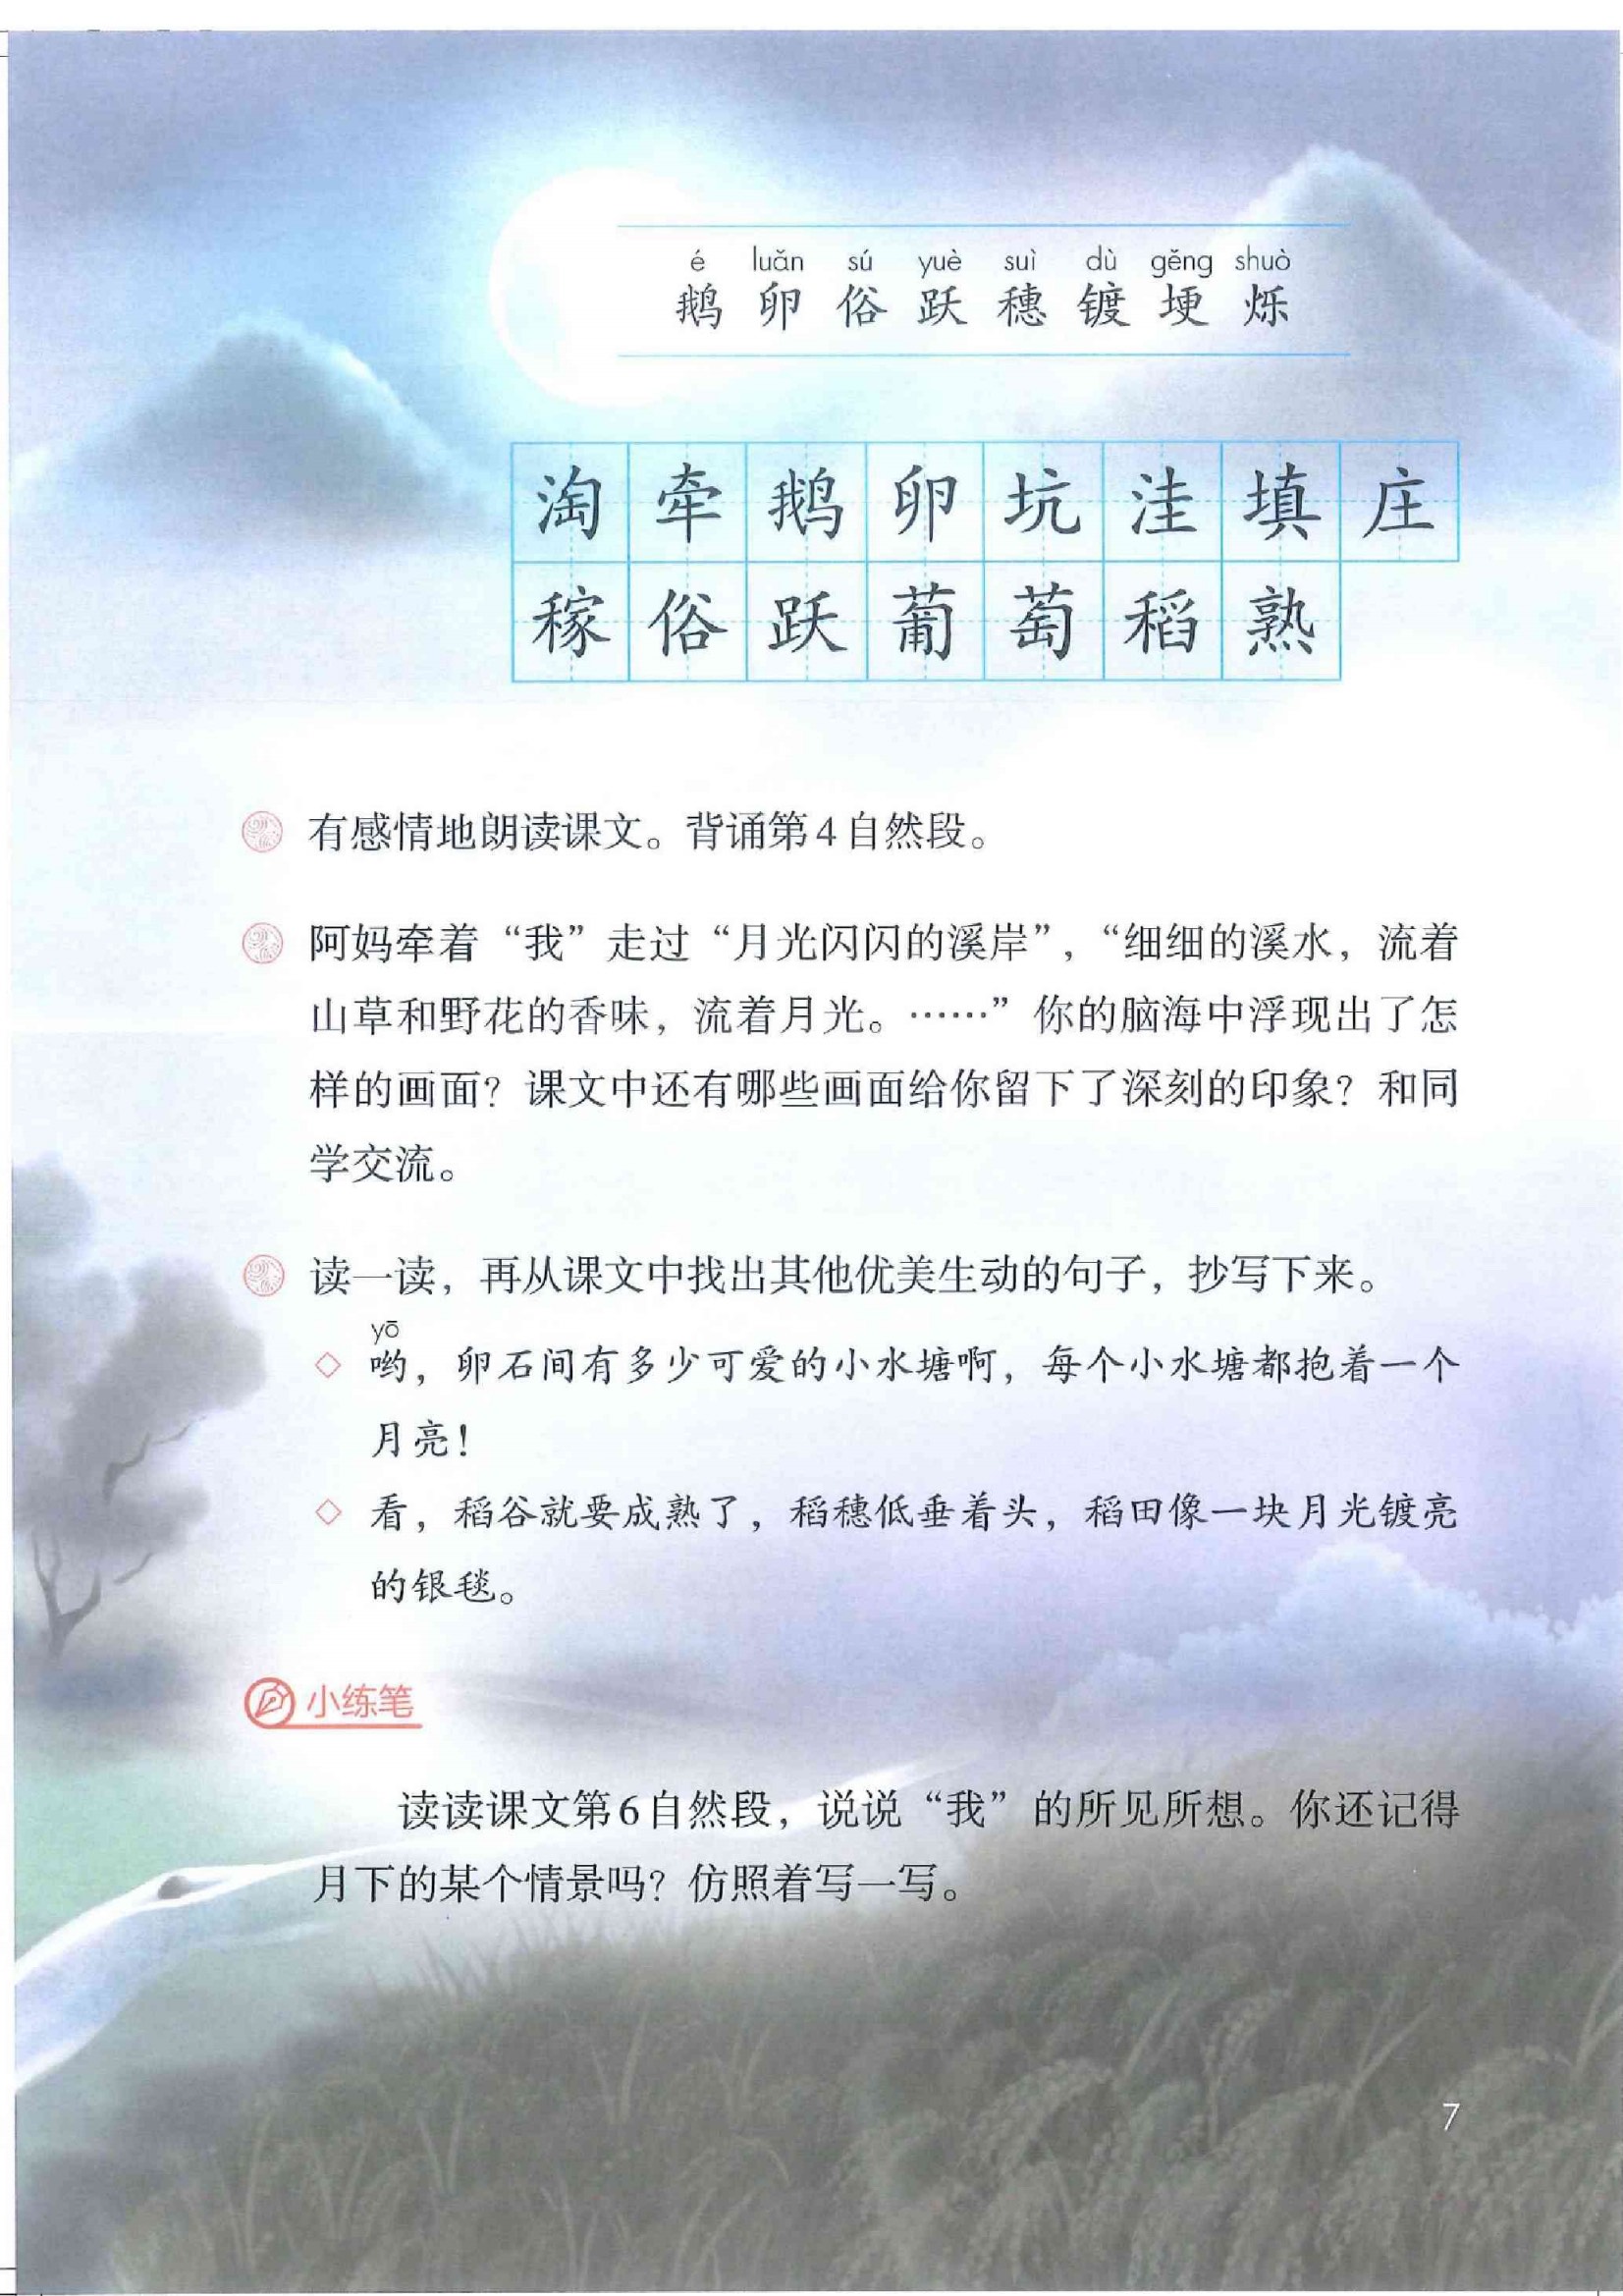 é luǎn sú yuè suì dù gěng shuò
鹅 卵 俗 跃 穗 镀 埂 烁
淘 牵 鹅 卵 坑 洼 填 庄
稼 俗 跃 葡 萄 稻 熟
有感情地朗读课文。背诵第4自然段。
阿妈牵着“我”走过“月光闪闪的溪岸”，“细细的溪水，流着
山草和野花的香味，流着月光。……”你的脑海中浮现出了怎
样的画面？课文中还有哪些画面给你留下了深刻的印象？和同
学交流。
读一读，再从课文中找出其他优美生动的句子，抄写下来。
yō
◇ 哟，卵石间有多少可爱的小水塘啊，每个小水塘都抱着一个
月亮！
◇ 看，稻谷就要成熟了，稻穗低垂着头，稻田像一块月光镀亮
的银毯。
小练笔
读读课文第6自然段，说说“我”的所见所想。你还记得
月下的某个情景吗？仿照着写一写。
7